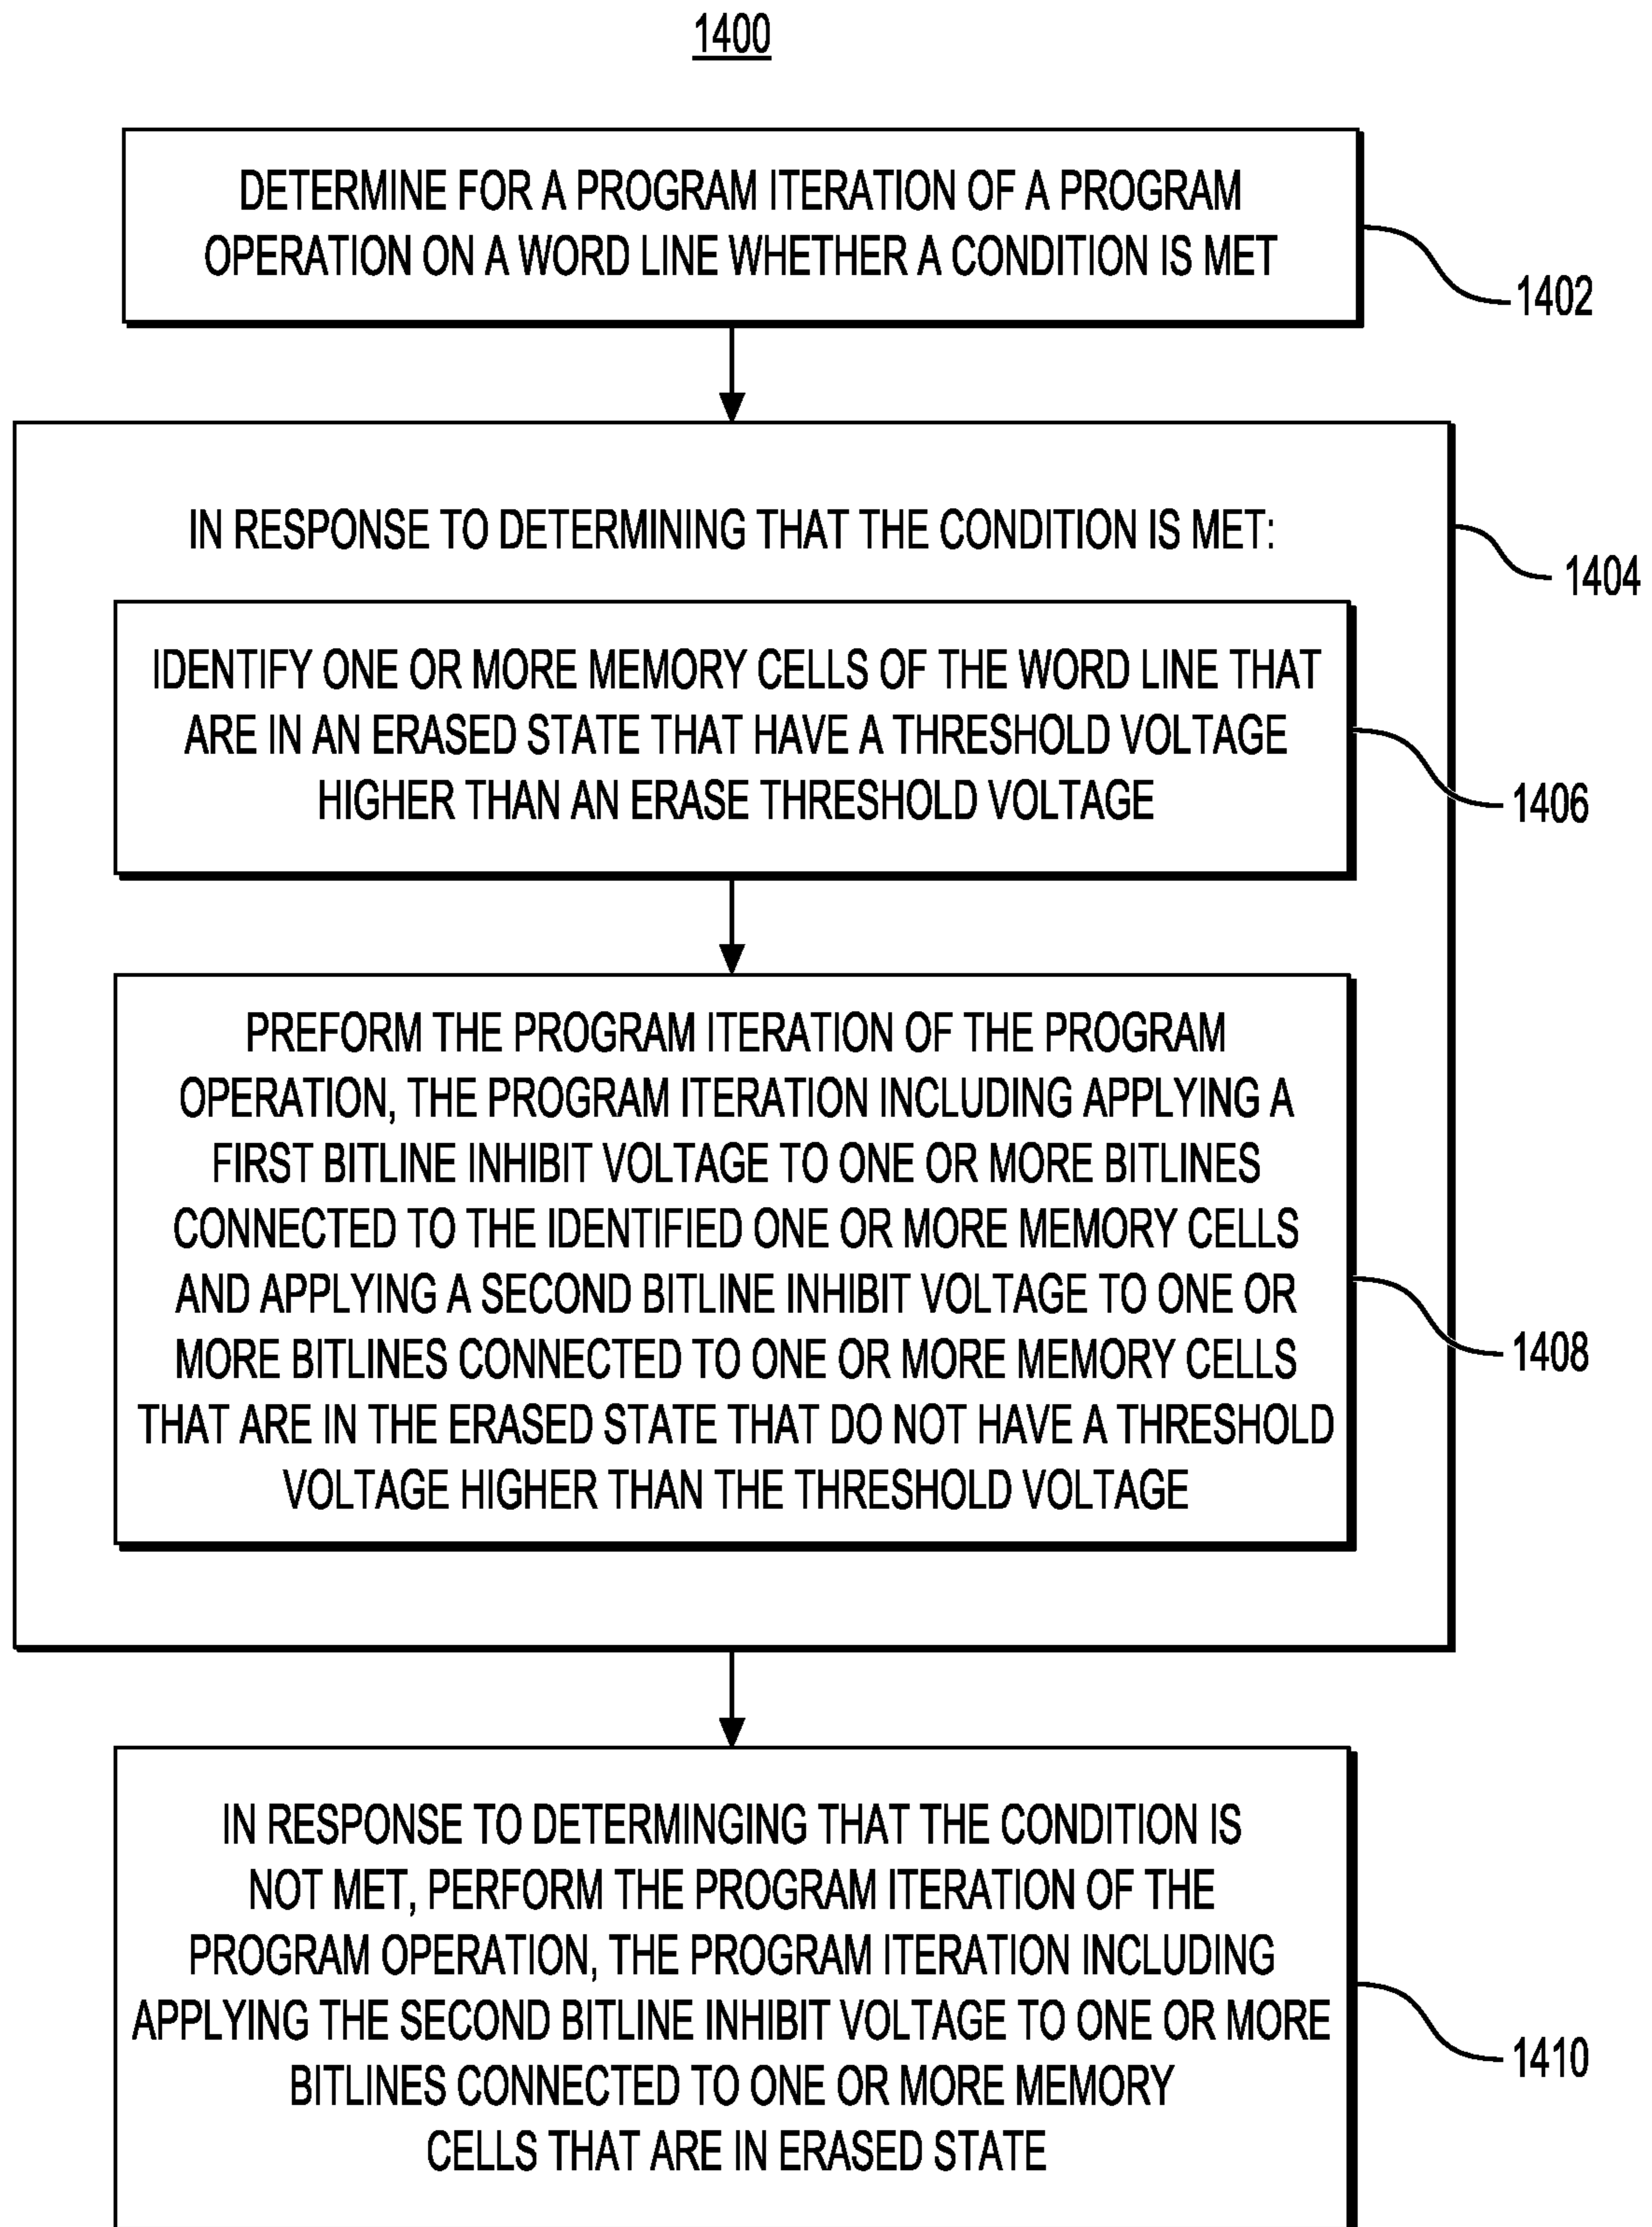 1400
DETERMINE FOR A PROGRAM ITERATION OF A PROGRAM
OPERATION ON A WORD LINE WHETHER A CONDITION IS MET
1402
IN RESPONSE TO DETERMINING THAT THE CONDITION IS MET:
1404
IDENTIFY ONE OR MORE MEMORY CELLS OF THE WORD LINE THAT
ARE IN AN ERASED STATE THAT HAVE A THRESHOLD VOLTAGE
HIGHER THAN AN ERASE THRESHOLD VOLTAGE
1406
PREFORM THE PROGRAM ITERATION OF THE PROGRAM
OPERATION, THE PROGRAM ITERATION INCLUDING APPLYING A
FIRST BITLINE INHIBIT VOLTAGE TO ONE OR MORE BITLINES
CONNECTED TO THE IDENTIFIED ONE OR MORE MEMORY CELLS
AND APPLYING A SECOND BITLINE INHIBIT VOLTAGE TO ONE OR
MORE BITLINES CONNECTED TO ONE OR MORE MEMORY CELLS
THAT ARE IN THE ERASED STATE THAT DO NOT HAVE A THRESHOLD
VOLTAGE HIGHER THAN THE THRESHOLD VOLTAGE
1408
IN RESPONSE TO DETERMINGING THAT THE CONDITION IS
NOT MET, PERFORM THE PROGRAM ITERATION OF THE
PROGRAM OPERATION, THE PROGRAM ITERATION INCLUDING
APPLYING THE SECOND BITLINE INHIBIT VOLTAGE TO ONE OR MORE
BITLINES CONNECTED TO ONE OR MORE MEMORY
CELLS THAT ARE IN ERASED STATE
1410